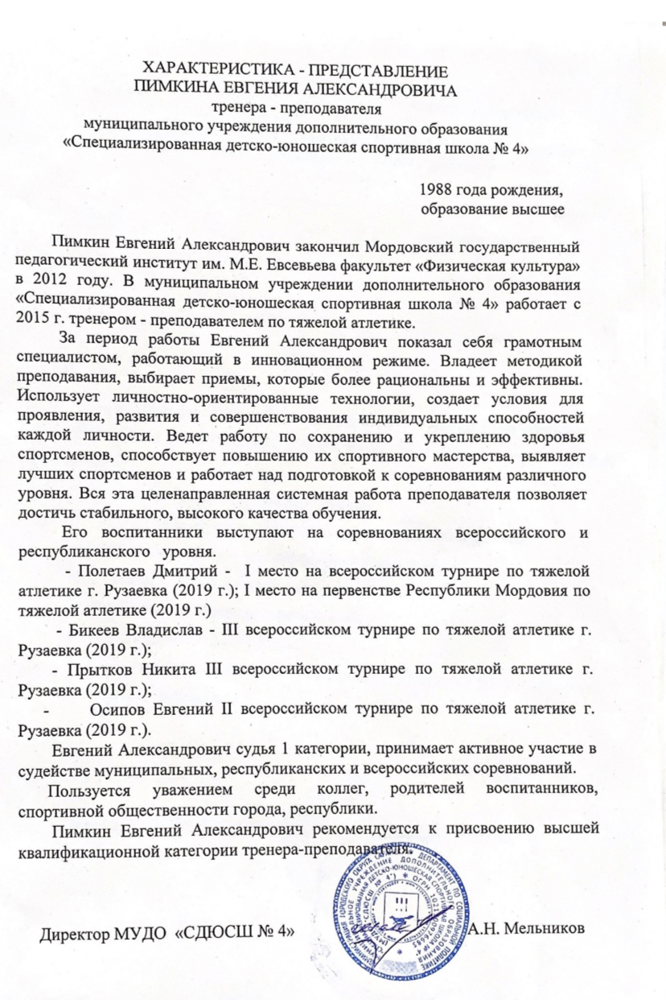 ХАРАКТЕРИСТИКА - ПРЕДСТАВЛЕНИЕ
ПИМКИНА ЕВГЕНИЯ АЛЕКСАНДРОВИЧА
тренера - преподавателя
муниципального учреждения дополнительного образования
«Специализированная детско-юношеская спортивная школа № 4»
1988 года рождения,
образование высшее
Пимкин Евгений Александрович закончил Мордовский государственный
педагогический институт им. М.Е. Евсевьева факультет «Физическая культура»
в 2012 году. В муниципальном учреждении дополнительного образования
«Специализированная детско-юношеская спортивная школа № 4» работает с
2015 г. тренером - преподавателем по тяжелой атлетике.
За период работы Евгений Александрович показал себя грамотным
специалистом, работающий в инновационном режиме. Владеет методикой
преподавания, выбирает приемы, которые более рациональны и эффективны.
Использует личностно-ориентированные технологии, создает условия для
проявления, развития и совершенствования индивидуальных способностей
каждой личности. Ведет работу по сохранению и укреплению здоровья
спортсменов, способствует повышению их спортивного мастерства, выявляет
лучших спортсменов и работает над подготовкой к соревнованиям различного
уровня. Вся эта целенаправленная системная работа преподавателя позволяет
достичь стабильного, высокого качества обучения.
Его воспитанники выступают на соревнованиях всероссийского и
республиканского уровня.
- Полетаев Дмитрий - I место на всероссийском турнире по тяжелой
атлетике г. Рузаевка (2019 г.); I место на первенстве Республики Мордовия по
тяжелой атлетике (2019 г.)
- Бикеев Владислав - III всероссийском турнире по тяжелой атлетике г.
Рузаевка (2019 г.);
- Прытков Никита III всероссийском турнире по тяжелой атлетике г.
Рузаевка (2019 г.);
- Осипов Евгений II всероссийском турнире по тяжелой атлетике г.
Рузаевка (2019 г.).
Евгений Александрович судья 1 категории, принимает активное участие в
судействе муниципальных, республиканских и всероссийских соревнований.
Пользуется уважением среди коллег, родителей воспитанников,
спортивной общественности города, республики.
Пимкин Евгений Александрович рекомендуется к присвоению высшей
квалификационной категории тренера-преподавателя.
Директор МУДО «СДЮСШ № 4» А.Н. Мельников